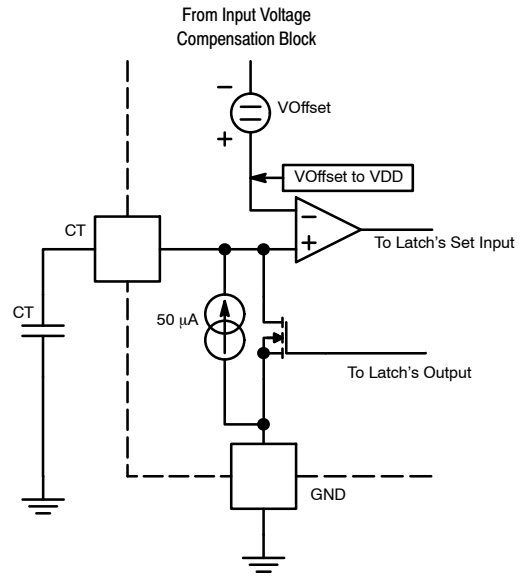 From Input Voltage
Compensation Block
VOffset
VOffset to VDD
CT
To Latch's Set Input
CT
50 μA
To Latch's Output
GND